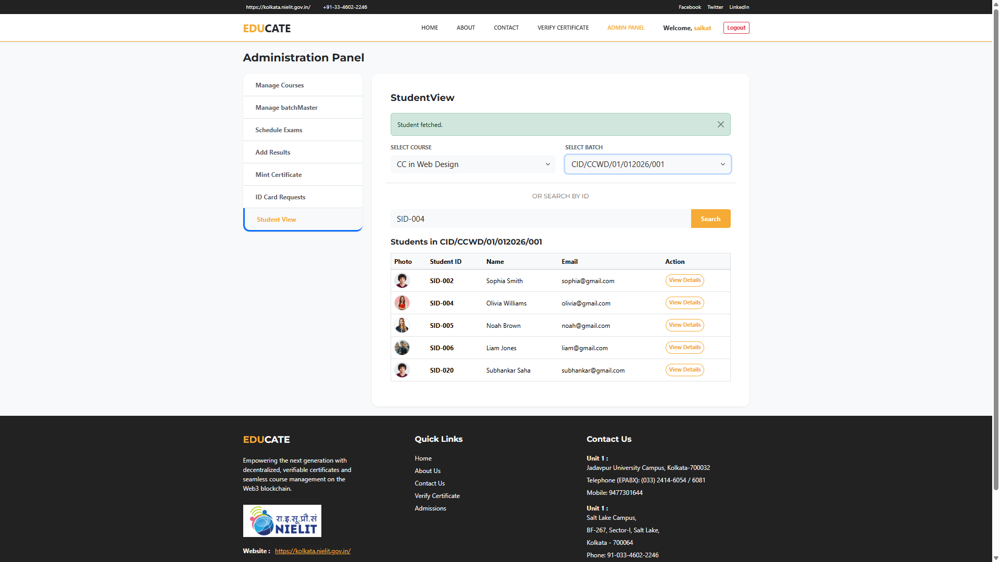 https://kolkata.nielit.gov.in/ +91-33-4602-2246 Facebook Twitter LinkedIn
EDUCATE HOME ABOUT CONTACT VERIFY CERTIFICATE ADMIN PANEL Welcome, saikat Logout
Administration Panel
Manage Courses
Manage batchMaster
Schedule Exams
Add Results
Mint Certificate
ID Card Requests
Student View
StudentView
Student fetched.
SELECT COURSE SELECT BATCH
CC in Web Design CID/CCWD/01/012026/001
OR SEARCH BY ID
SID-004 Search
Students in CID/CCWD/01/012026/001
Photo Student ID Name Email Action
SID-002 Sophia Smith sophia@gmail.com View Details
SID-004 Olivia Williams olivia@gmail.com View Details
SID-005 Noah Brown noah@gmail.com View Details
SID-006 Liam Jones liam@gmail.com View Details
SID-020 Subhankar Saha subhankar@gmail.com View Details
EDUCATE
Empowering the next generation with
decentralized, verifiable certificates and
seamless course management on the
Web3 blockchain.
रा.इ.सू.प्रौ.सं
NIELIT
Website : https://kolkata.nielit.gov.in/
Quick Links
Home
About Us
Contact Us
Verify Certificate
Admissions
Contact Us
Unit 1 :
Jadavpur University Campus, Kolkata-700032
Telephone (EPABX): (033) 2414-6054 / 6081
Mobile: 9477301644
Unit 1 :
Salt Lake Campus,
BF-267, Sector-I, Salt Lake,
Kolkata - 700064
Phone: 91-033-4602-2246